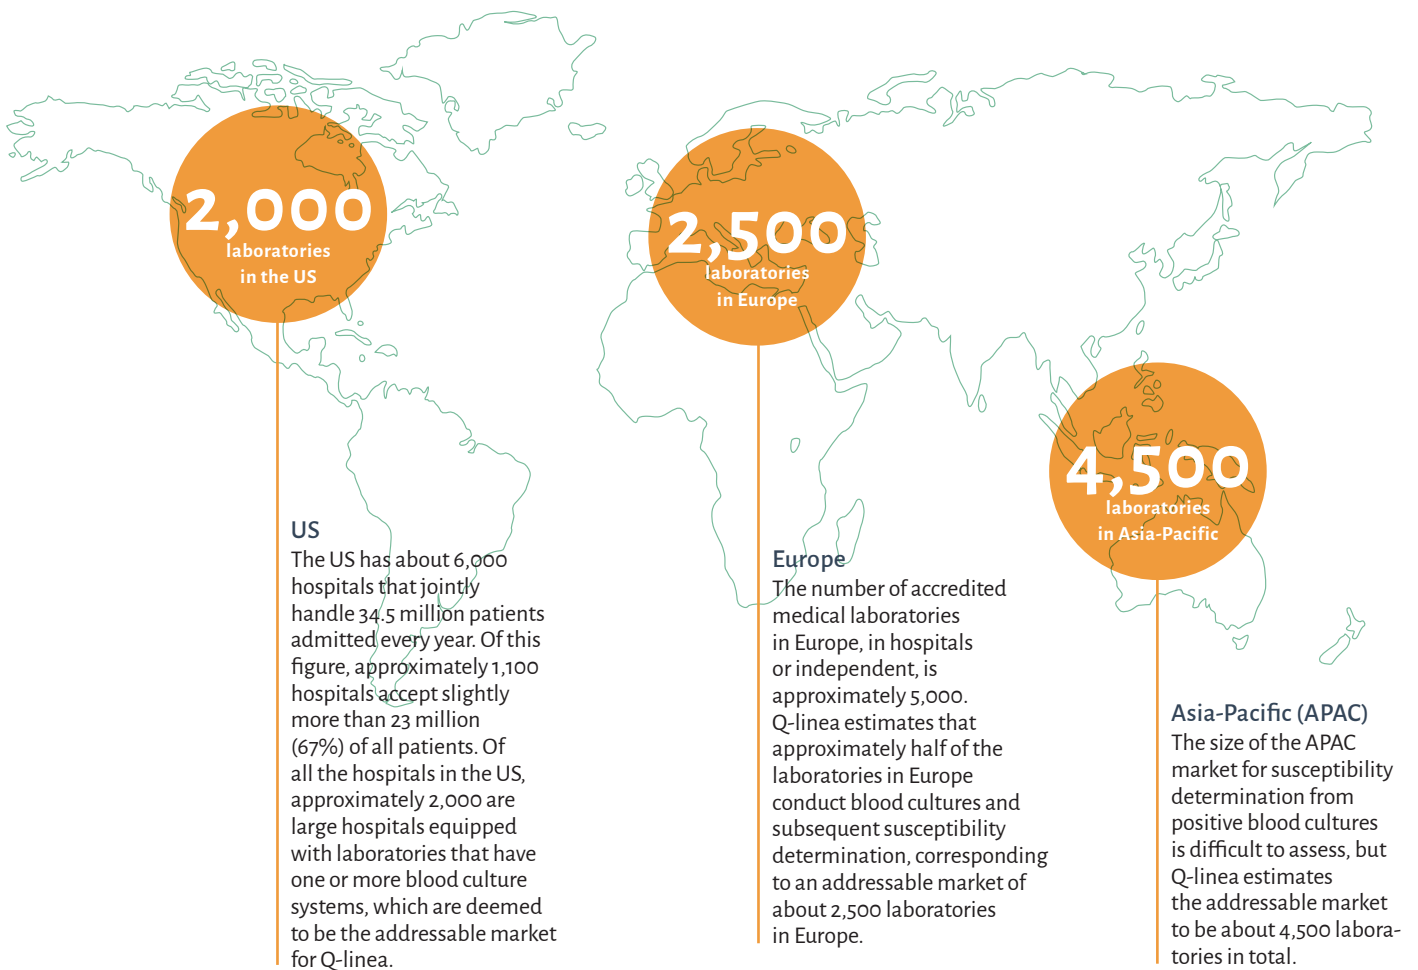 2,000
laboratories
in the US
2,500
laboratories
in Europe
4,500
laboratories
in Asia-Pacific
US
The US has about 6,000
hospitals that jointly
handle 34.5 million patients
admitted every year. Of this
figure, approximately 1,100
hospitals accept slightly
more than 23 million
(67%) of all patients. Of
all the hospitals in the US,
approximately 2,000 are
large hospitals equipped
with laboratories that have
one or more blood culture
systems, which are deemed
to be the addressable market
for Q-linea.
Europe
The number of accredited
medical laboratories
in Europe, in hospitals
or independent, is
approximately 5,000.
Q-linea estimates that
approximately half of the
laboratories in Europe
conduct blood cultures and
subsequent susceptibility
determination, corresponding
to an addressable market of
about 2,500 laboratories
in Europe.
Asia-Pacific (APAC)
The size of the APAC
market for susceptibility
determination from
positive blood cultures
is difficult to assess, but
Q-linea estimates
the addressable market
to be about 4,500 labora-
tories in total.